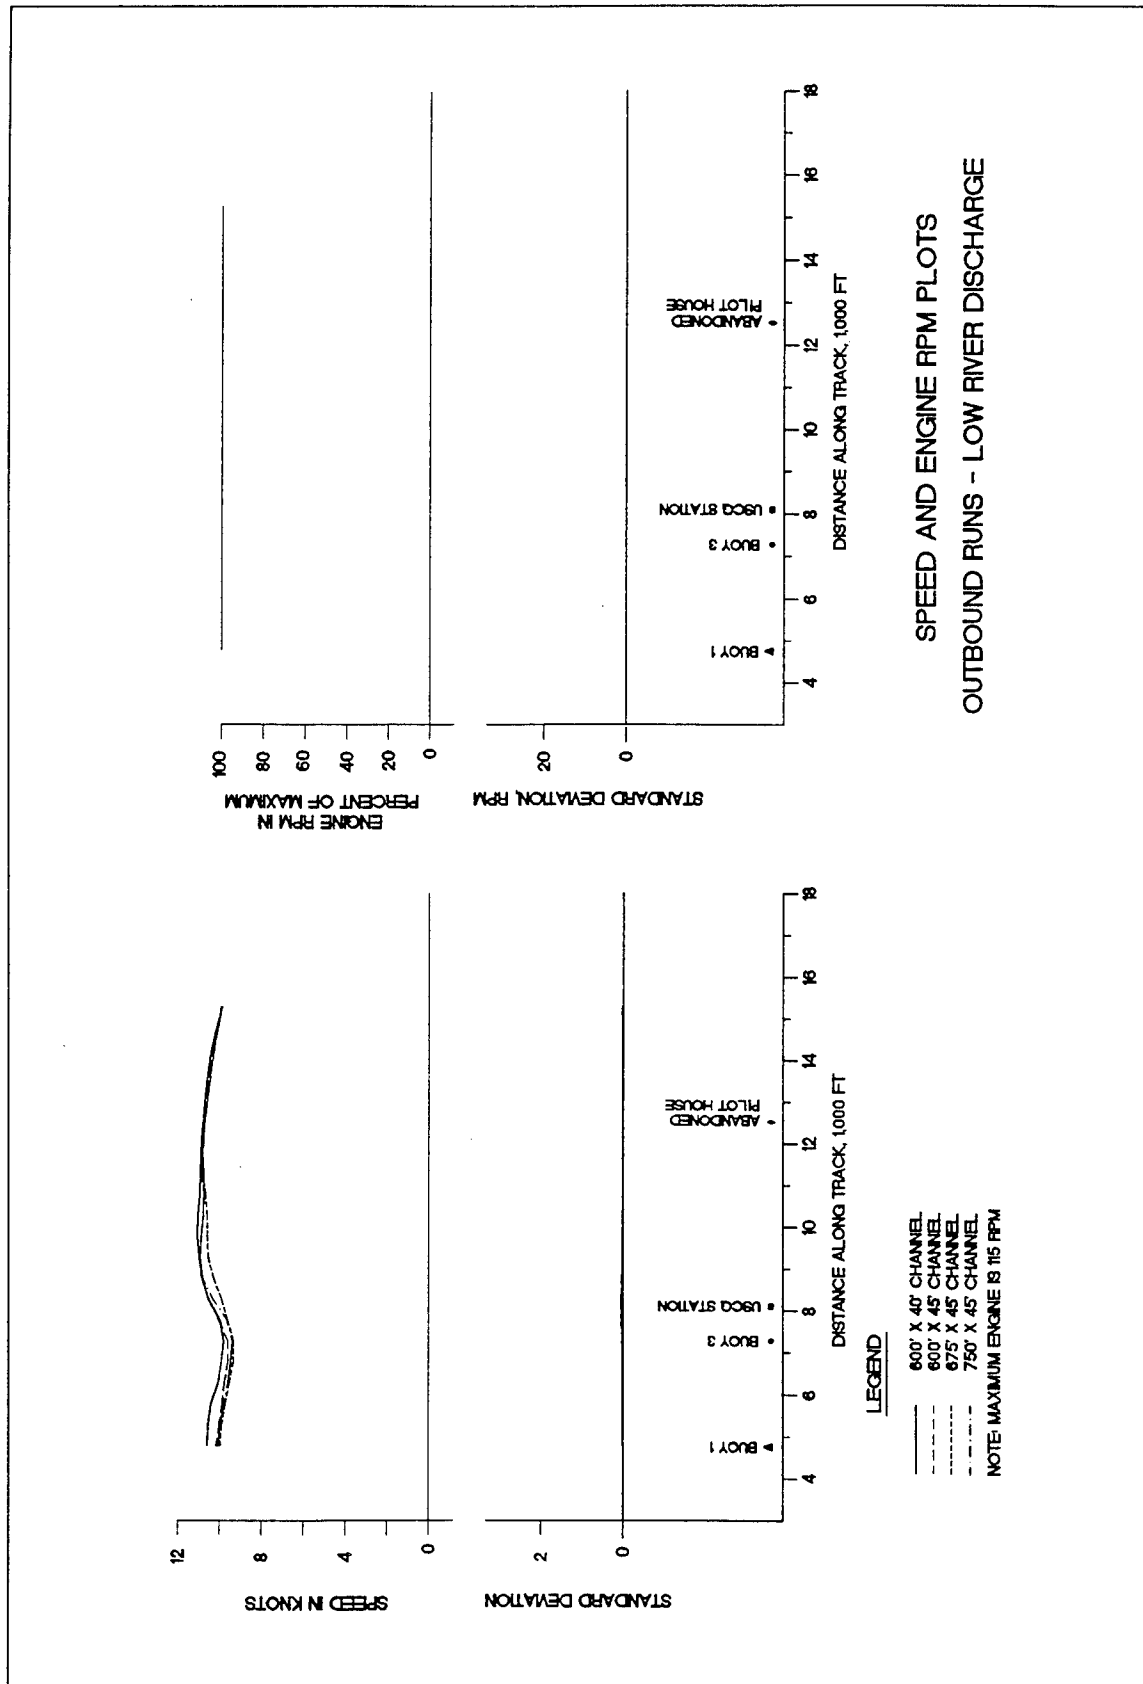 12
8
4
0
SPEED IN KNOTS
2
0
STANDARD DEVIATION
BUOY 1
BUOY 3
USCG STATION
ABANDONED
PILOT HOUSE
4
6
8
10
12
14
16
18
DISTANCE ALONG TRACK, 1,000 FT
LEGEND
600' X 40' CHANNEL
600' X 45' CHANNEL
675' X 45' CHANNEL
750' X 45' CHANNEL
NOTE: MAXIMUM ENGINE IS 115 RPM
100
80
60
40
20
0
ENGINE RPM IN
PERCENT OF MAXIMUM
20
0
STANDARD DEVIATION, RPM
BUOY 1
BUOY 3
USCG STATION
ABANDONED
PILOT HOUSE
4
6
8
10
12
14
16
18
DISTANCE ALONG TRACK, 1,000 FT
SPEED AND ENGINE RPM PLOTS
OUTBOUND RUNS - LOW RIVER DISCHARGE